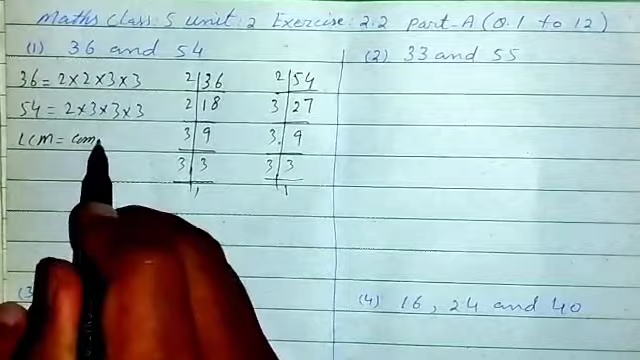 Maths Class: 5 unit: 2 Exercise: 2.2 part-A (Q.1 to 12)
(1) 36 and 54
36 = 2×2×3×3
54 = 2×3×3×3
LCM = com
2 | 36
2 | 18
3 | 9
3 | 3
1
2 | 54
3 | 27
3 | 9
3 | 3
1
(2) 33 and 55
(3
(4) 16, 24 and 40